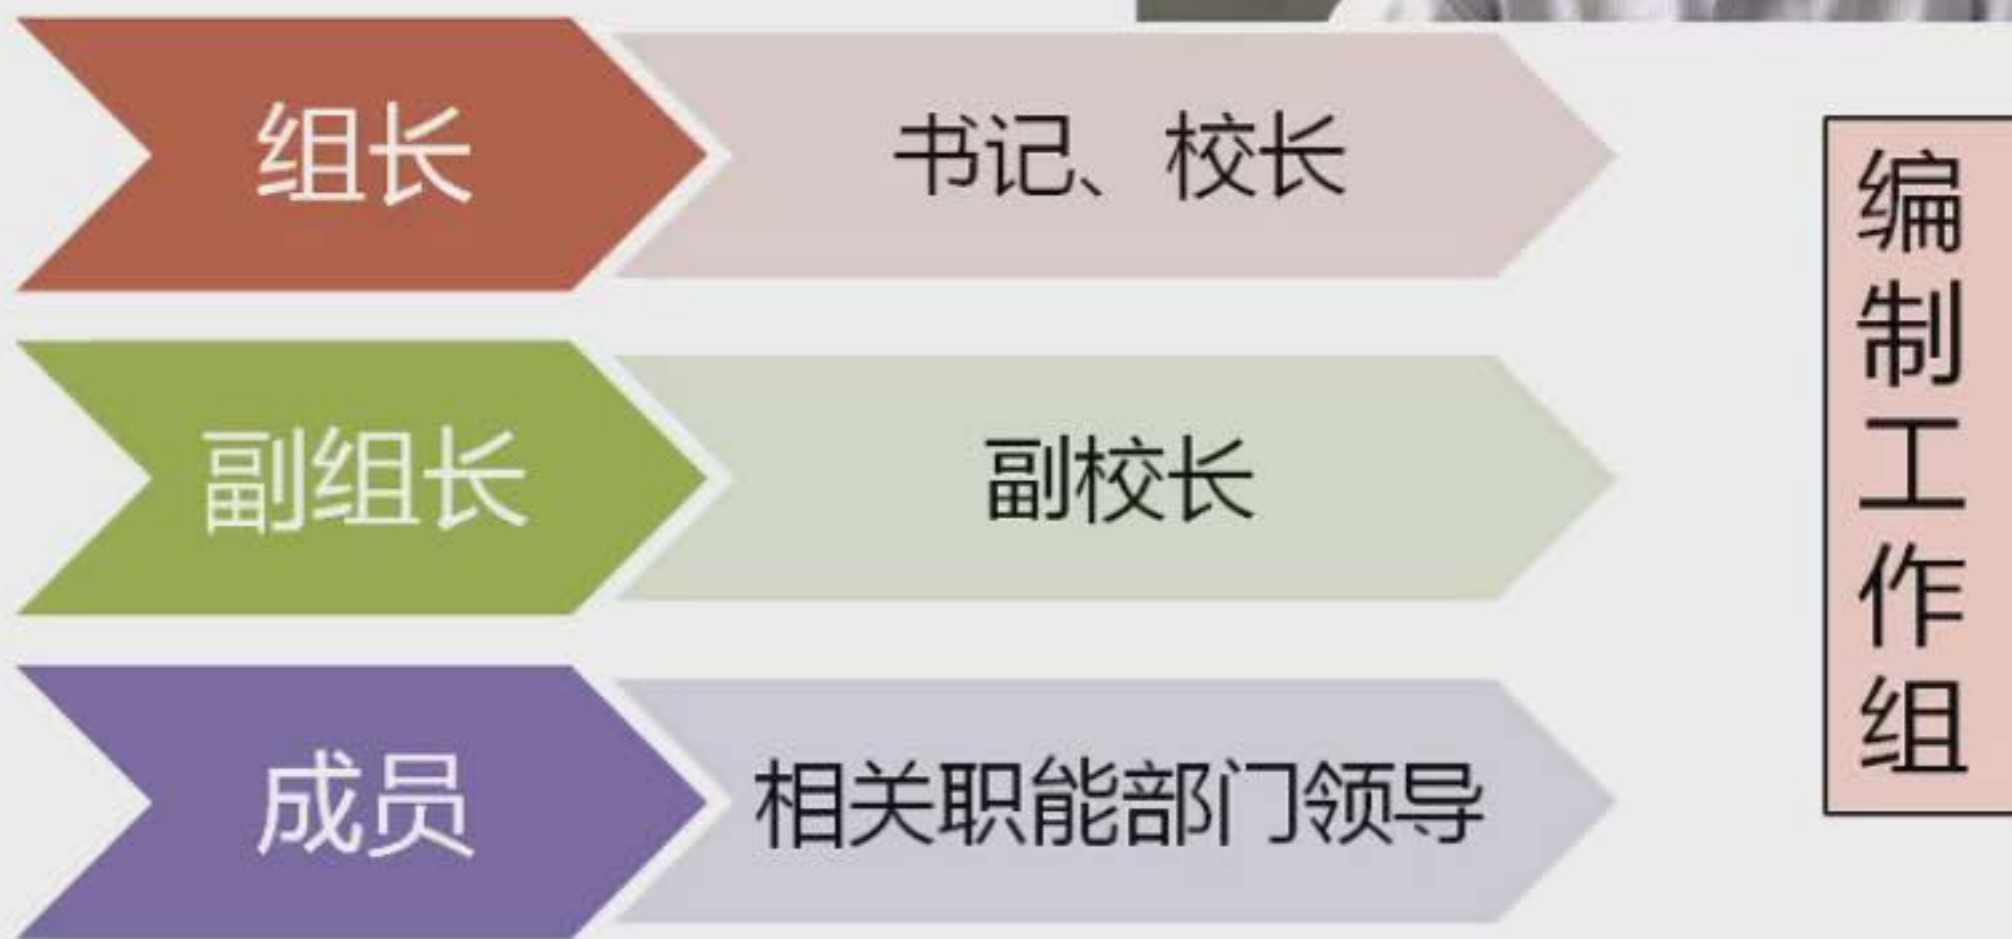 组长
书记、校长
副组长
副校长
成员
相关职能部门领导
编制工作组